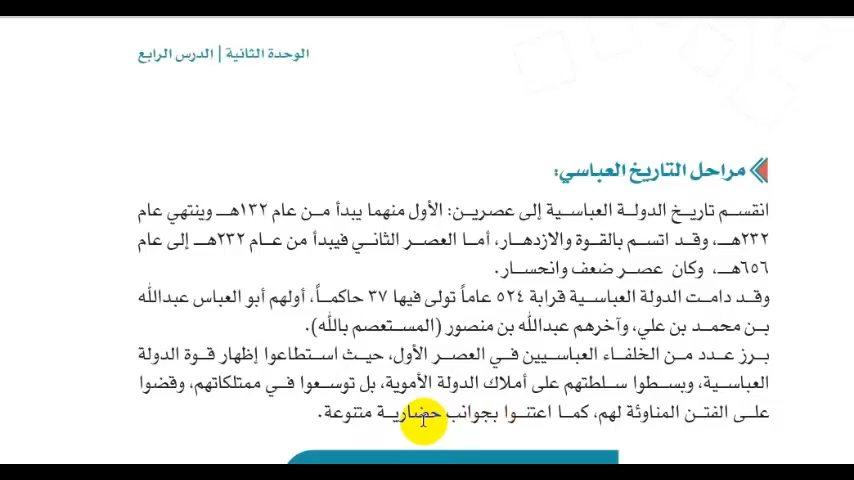 الوحدة الثانية | الدرس الرابع
مراحل التاريخ العباسي:
انقسم تاريخ الدولة العباسية إلى عصرين: الأول منهما يبدأ من عام ١٣٢هـ وينتهي عام
٢٣٢هـ، وقد اتسم بالقوة والازدهار، أما العصر الثاني فيبدأ من عام ٢٣٢هـ إلى عام
٦٥٦هـ، وكان عصر ضعف وانحسار.
وقد دامت الدولة العباسية قرابة ٥٢٤ عاماً تولى فيها ٣٧ حاكماً، أولهم أبو العباس عبدالله
بن محمد بن علي، وآخرهم عبدالله بن منصور (المستعصم بالله).
برز عدد من الخلفاء العباسيين في العصر الأول، حيث استطاعوا إظهار قوة الدولة
العباسية، وبسطوا سلطتهم على أملاك الدولة الأموية، بل توسعوا في ممتلكاتهم، وقضوا
على الفتن المناوئة لهم، كما اعتنوا بجوانب حضارية متنوعة.